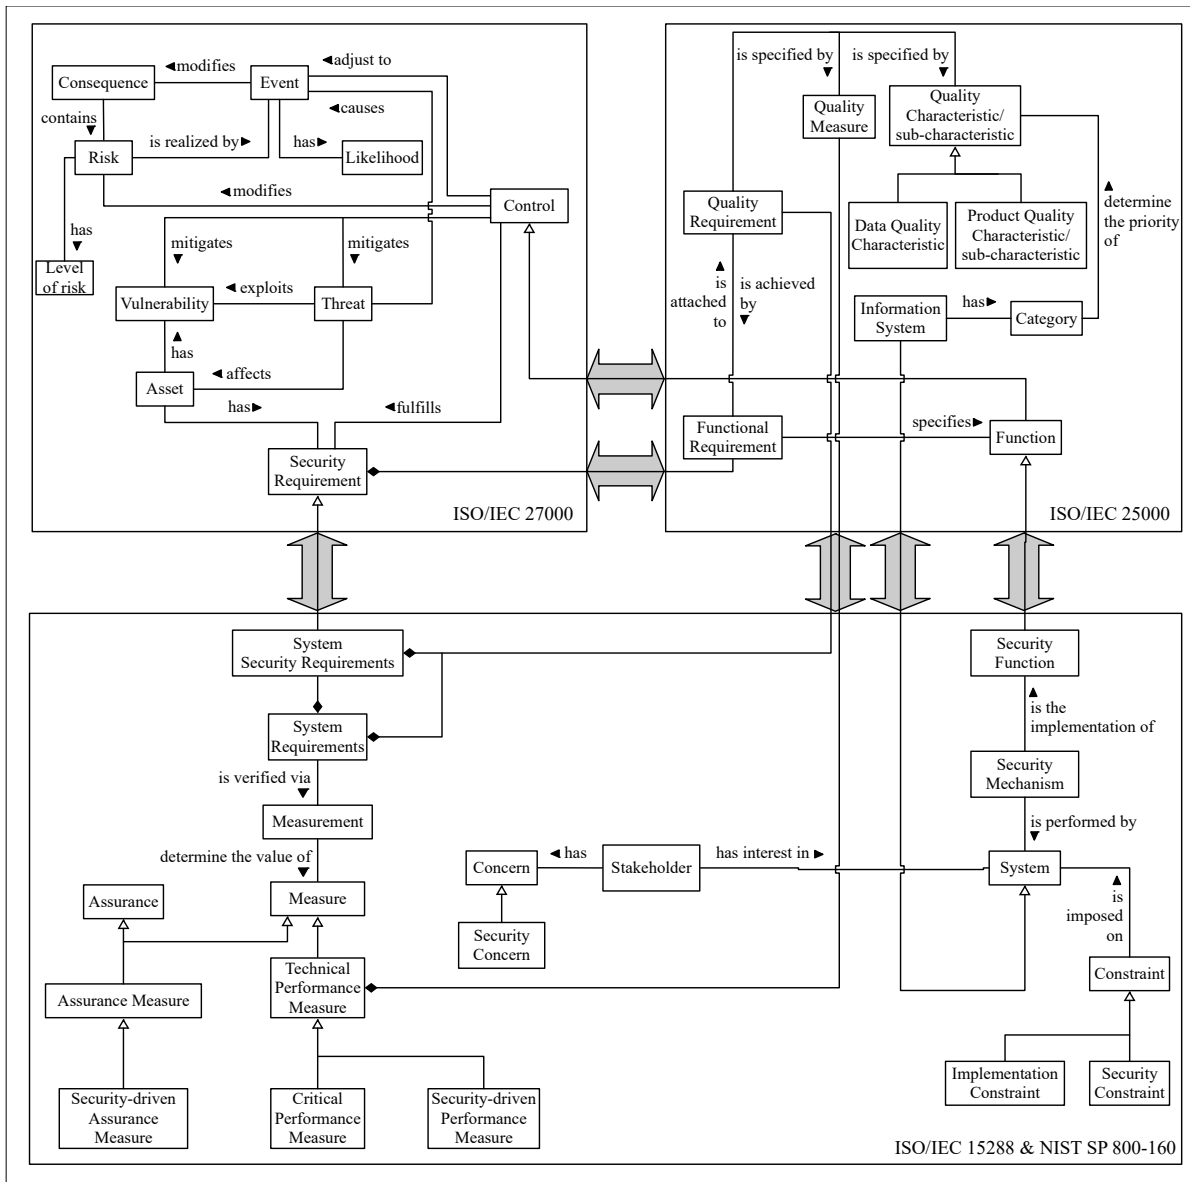 ◄modifies
◄adjust to
Consequence
Event
◄causes
contains
▼
is realized by►
has►
Risk
Likelihood
◄modifies
Control
has
▼
mitigates
▼
mitigates
▼
Level
of risk
◄exploits
Vulnerability
Threat
▲
has
◄affects
Asset
has ►
◄fulfills
Security
Requirement
ISO/IEC 27000
is specified by
▼
is specified by
▼
Quality
Measure
Quality
Characteristic/
sub-characteristic
Quality
Requirement
Data Quality
Characteristic
Product Quality
Characteristic/
sub-characteristic
▲
determine
the priority
of
▲
is
attached
to
is achieved
by
▼
Information
System
has►
Category
Functional
Requirement
specifies►
Function
ISO/IEC 25000
System
Security Requirements
System
Requirements
is verified via
▼
Measurement
determine the value of
▼
Assurance
Measure
Assurance Measure
Technical
Performance
Measure
Security-driven
Assurance
Measure
Critical
Performance
Measure
Security-driven
Performance
Measure
Concern
◄ has
Stakeholder
has interest in ►
Security
Concern
Security
Function
▲
is the
implementation of
Security
Mechanism
is performed by
▼
System
▲
is
imposed
on
Constraint
Implementation
Constraint
Security
Constraint
ISO/IEC 15288 & NIST SP 800-160